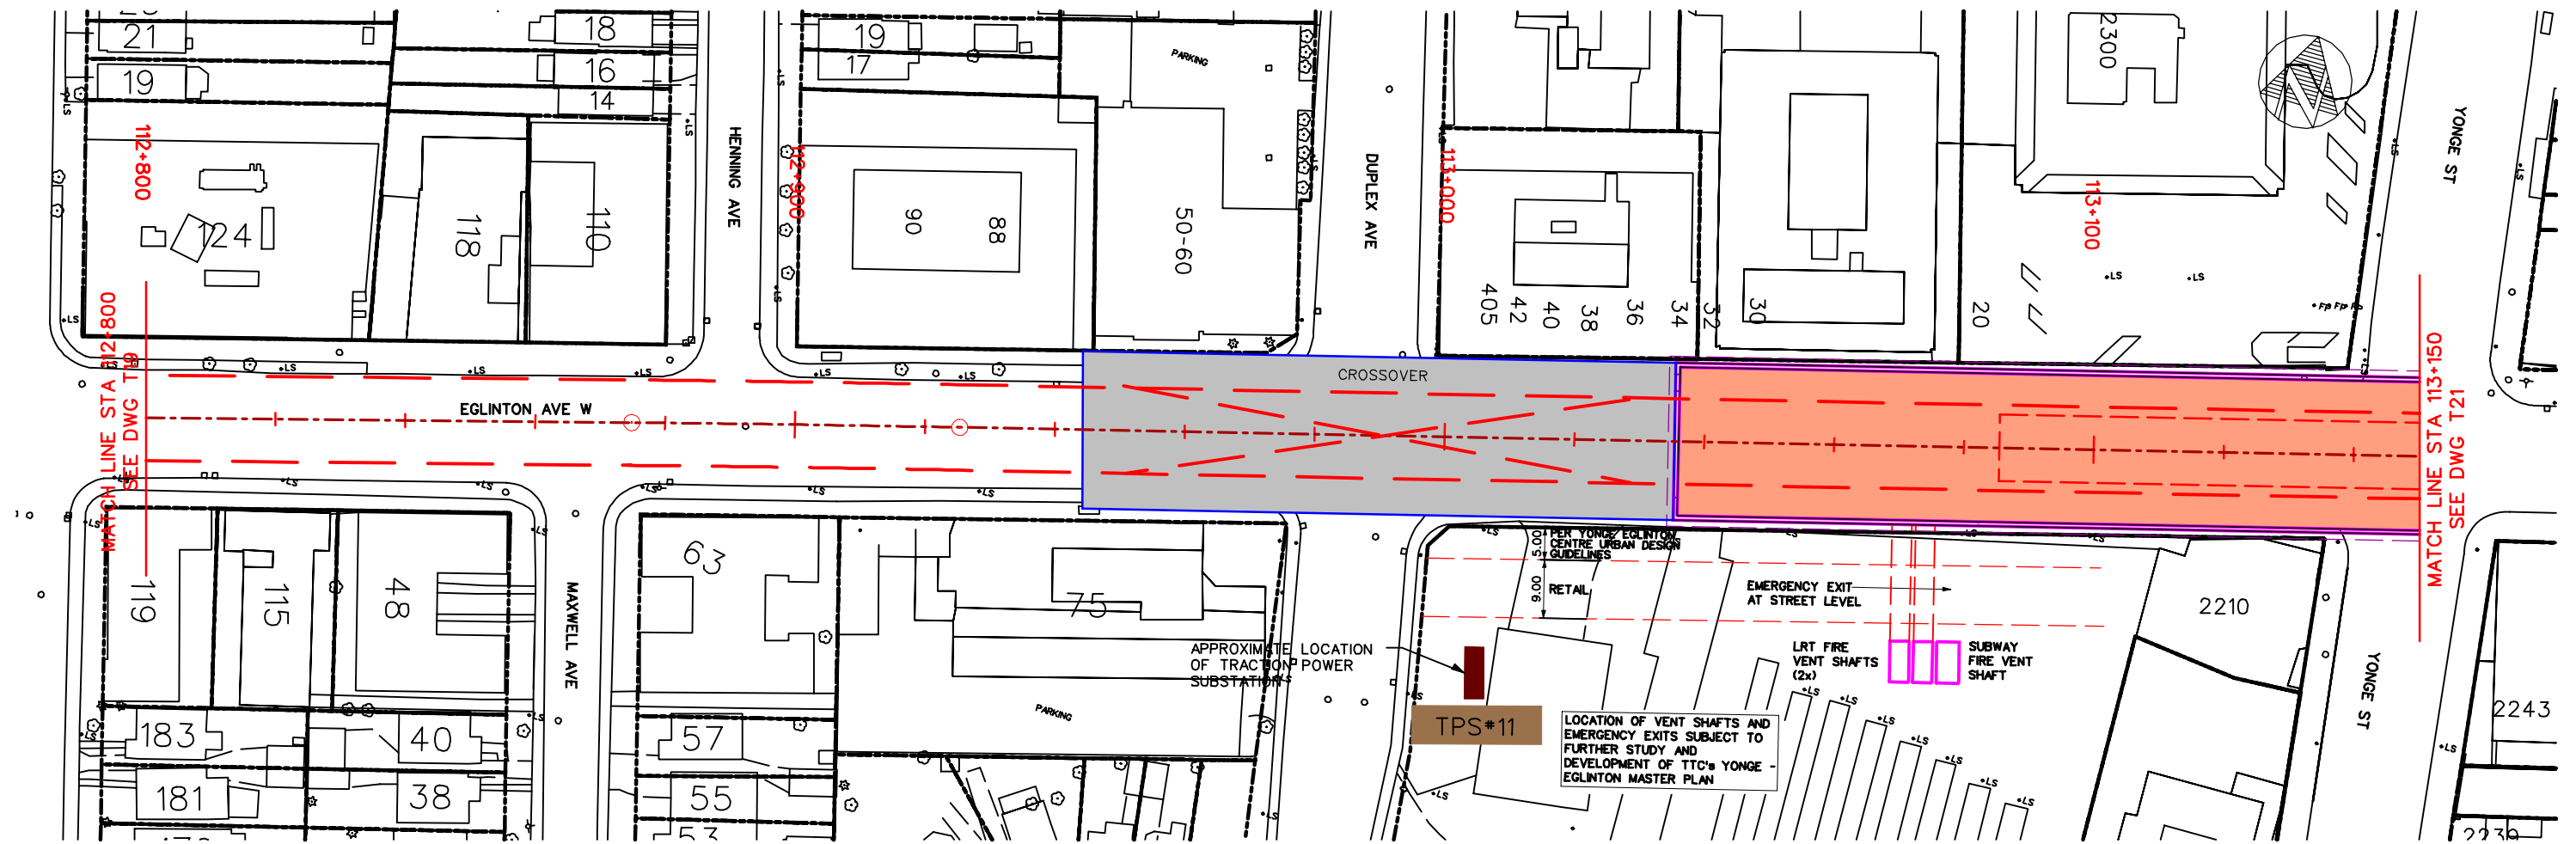 21
19
18
16
14
19
17
PARKING
2300
N
YONGE ST
112+800
HENNING AVE
112+900
DUPLEX AVE
113+000
113+100
124
118
110
90
88
50-60
405
42
40
38
36
34
32
30
20
MATCH LINE STA 112+800
SEE DWG T19
EGLINTON AVE W
CROSSOVER
MATCH LINE STA 113+150
SEE DWG T21
119
115
48
MAXWELL AVE
63
75
5.00
PER YONGE EGLINTON
CENTRE URBAN DESIGN
GUIDELINES
6.00
RETAIL
EMERGENCY EXIT
AT STREET LEVEL
2210
APPROXIMATE LOCATION
OF TRACTION POWER
SUBSTATION
LRT FIRE
VENT SHAFTS
(2x)
SUBWAY
FIRE VENT
SHAFT
YONGE ST
183
40
57
PARKING
TPS#11
LOCATION OF VENT SHAFTS AND
EMERGENCY EXITS SUBJECT TO
FURTHER STUDY AND
DEVELOPMENT OF TTC's YONGE -
EGLINTON MASTER PLAN
2243
181
38
55
53
2239